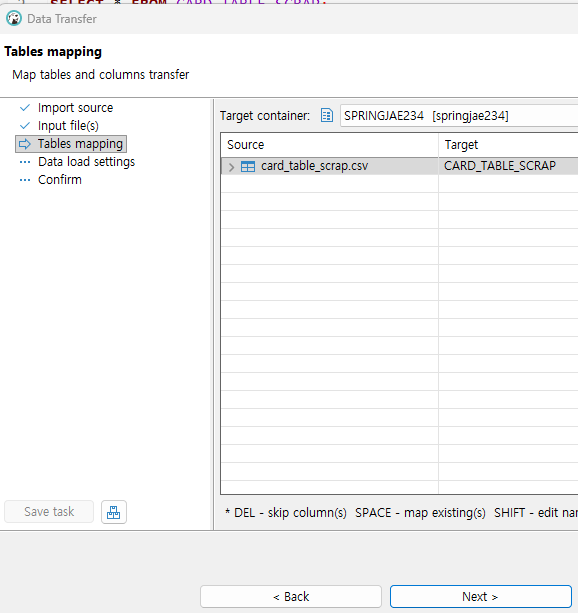 SELECT * FROM CARD_TABLE_SCRAP;
Data Transfer
Tables mapping
Map tables and columns transfer
Import source
Input file(s)
Tables mapping
Data load settings
Confirm
Target container: SPRINGJAE234 [springjae234]
Source Target
card_table_scrap.csv CARD_TABLE_SCRAP
Save task
* DEL - skip column(s) SPACE - map existing(s) SHIFT - edit nam
< Back Next >